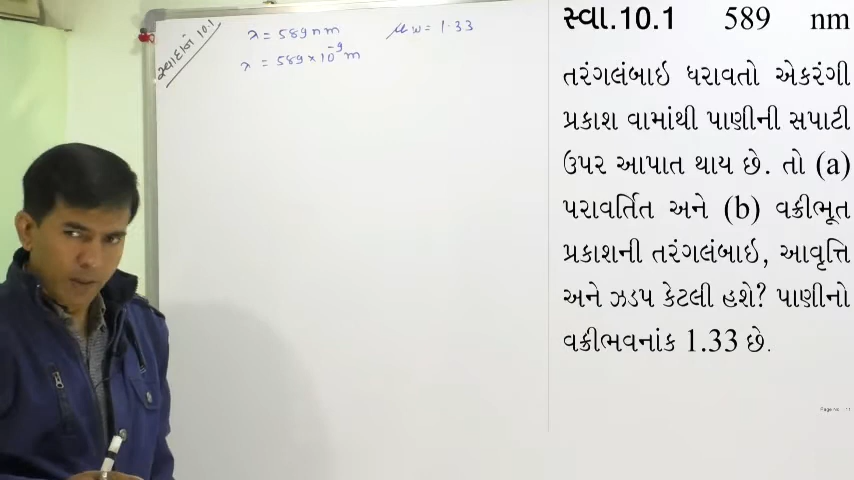 સ્વાધ્યાય 10.1
λ = 589 nm μw = 1.33
λ = 589 × 10⁻⁹ m
સ્વા.10.1 589 nm
તરંગલંબાઇ ધરાવતો એકરંગી
પ્રકાશ વામાંથી પાણીની સપાટી
ઉપર આપાત થાય છે. તો (a)
પરાવર્તિત અને (b) વક્રીભૂત
પ્રકાશની તરંગલંબાઇ, આવૃત્તિ
અને ઝડપ કેટલી હશે? પાણીનો
વક્રીભવનાંક 1.33 છે.